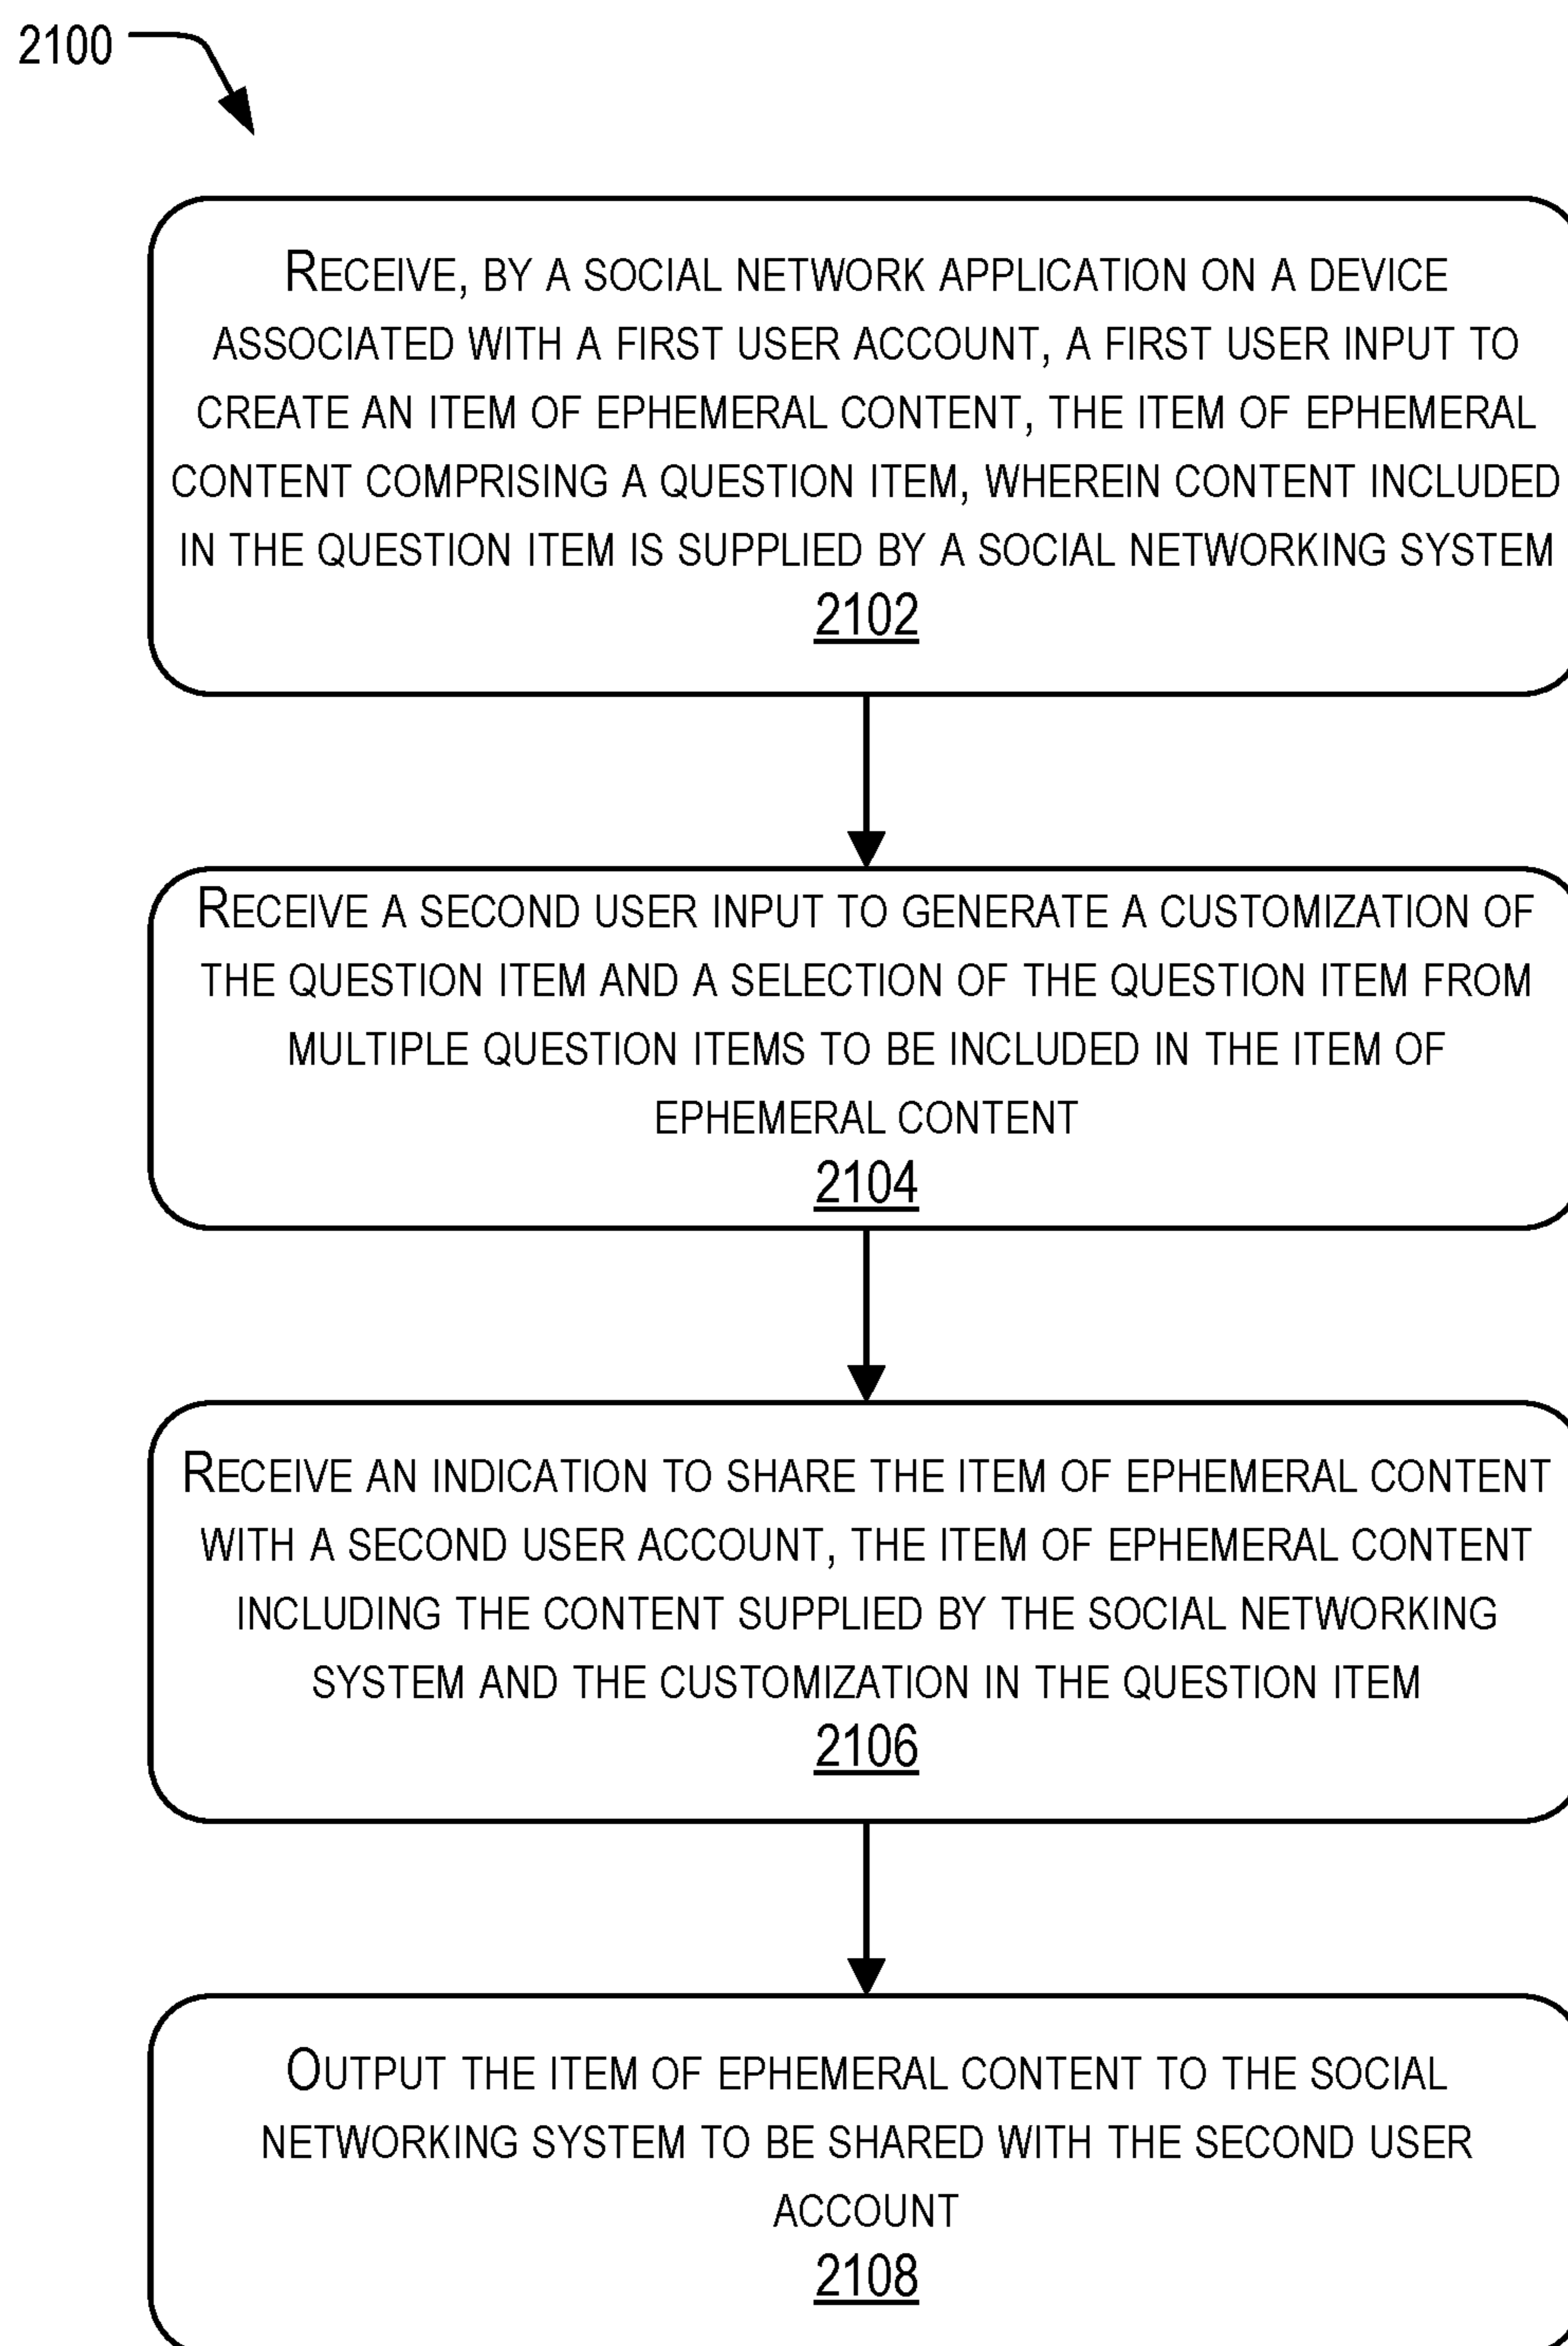 2100
RECEIVE, BY A SOCIAL NETWORK APPLICATION ON A DEVICE
ASSOCIATED WITH A FIRST USER ACCOUNT, A FIRST USER INPUT TO
CREATE AN ITEM OF EPHEMERAL CONTENT, THE ITEM OF EPHEMERAL
CONTENT COMPRISING A QUESTION ITEM, WHEREIN CONTENT INCLUDED
IN THE QUESTION ITEM IS SUPPLIED BY A SOCIAL NETWORKING SYSTEM
2102
RECEIVE A SECOND USER INPUT TO GENERATE A CUSTOMIZATION OF
THE QUESTION ITEM AND A SELECTION OF THE QUESTION ITEM FROM
MULTIPLE QUESTION ITEMS TO BE INCLUDED IN THE ITEM OF
EPHEMERAL CONTENT
2104
RECEIVE AN INDICATION TO SHARE THE ITEM OF EPHEMERAL CONTENT
WITH A SECOND USER ACCOUNT, THE ITEM OF EPHEMERAL CONTENT
INCLUDING THE CONTENT SUPPLIED BY THE SOCIAL NETWORKING
SYSTEM AND THE CUSTOMIZATION IN THE QUESTION ITEM
2106
OUTPUT THE ITEM OF EPHEMERAL CONTENT TO THE SOCIAL
NETWORKING SYSTEM TO BE SHARED WITH THE SECOND USER
ACCOUNT
2108